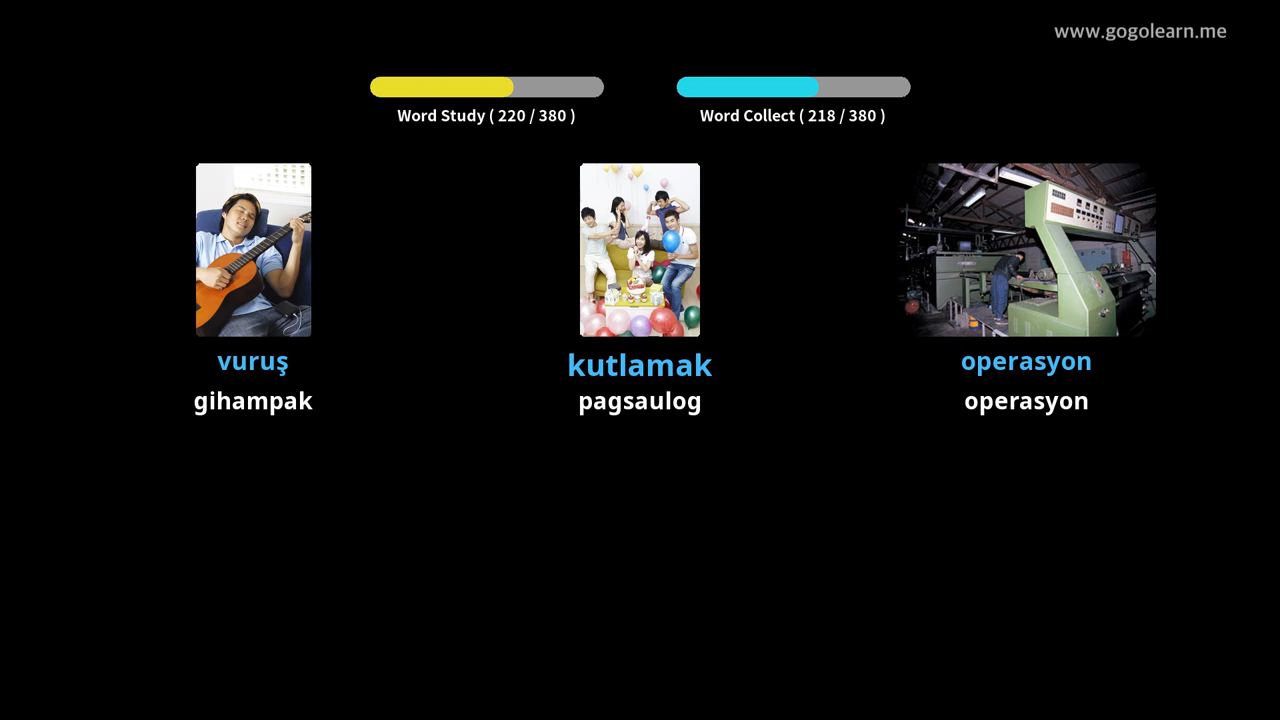 www.gogolearn.me
Word Study ( 220 / 380 )
Word Collect ( 218 / 380 )
vuruş
kutlamak
operasyon
gihampak
pagsaulog
operasyon